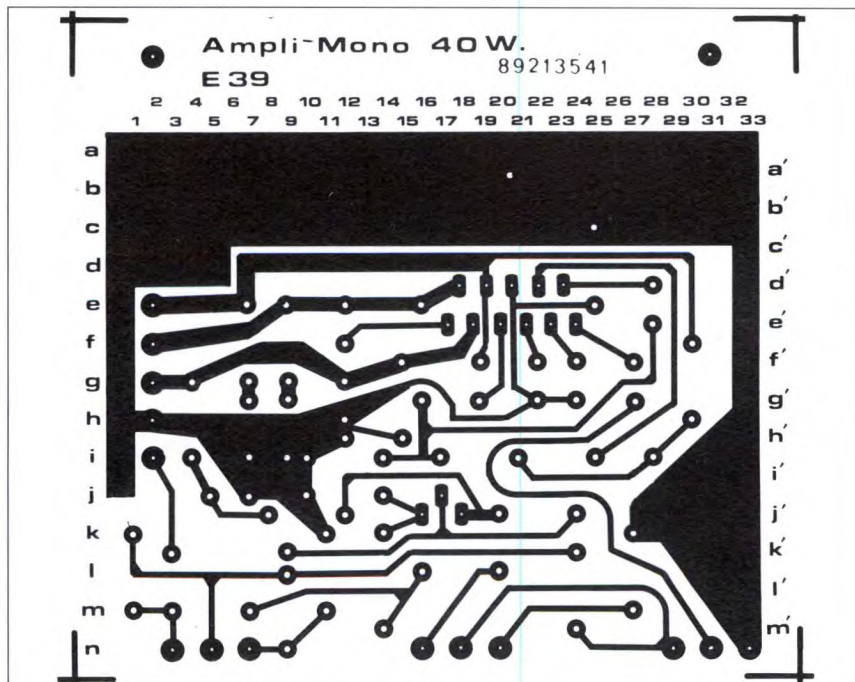 Ampli-Mono 40W.
89213541
E39
2 4 6 8 10 12 14 16 18 20 22 24 26 28 30 32
1 3 5 7 9 11 13 15 17 19 21 23 25 27 29 31 33
a
a'
b
b'
c
c'
d
d'
e
e'
f
f'
g
g'
h
h'
i
i'
j
j'
k
k'
l
l'
m
m'
n